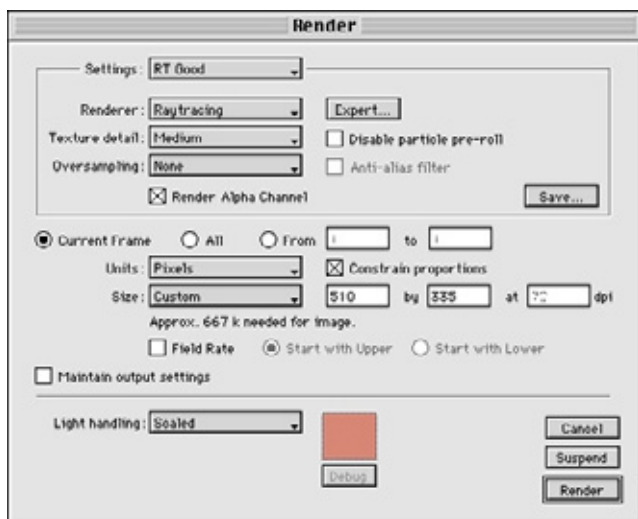 Render
Settings: RT Good
Renderer: Raytracing Expert...
Texture detail: Medium Disable particle pre-roll
Oversampling: None Anti-alias filter
Render Alpha Channel Save...
Current Frame All From to
Units: Pixels Constrain proportions
Size: Custom 510 by 335 at 72 dpi
Approx. 667 k needed for image.
Field Rate Start with Upper Start with Lower
Maintain output settings
Light handling: Scaled
Cancel
Debug Suspend
Render